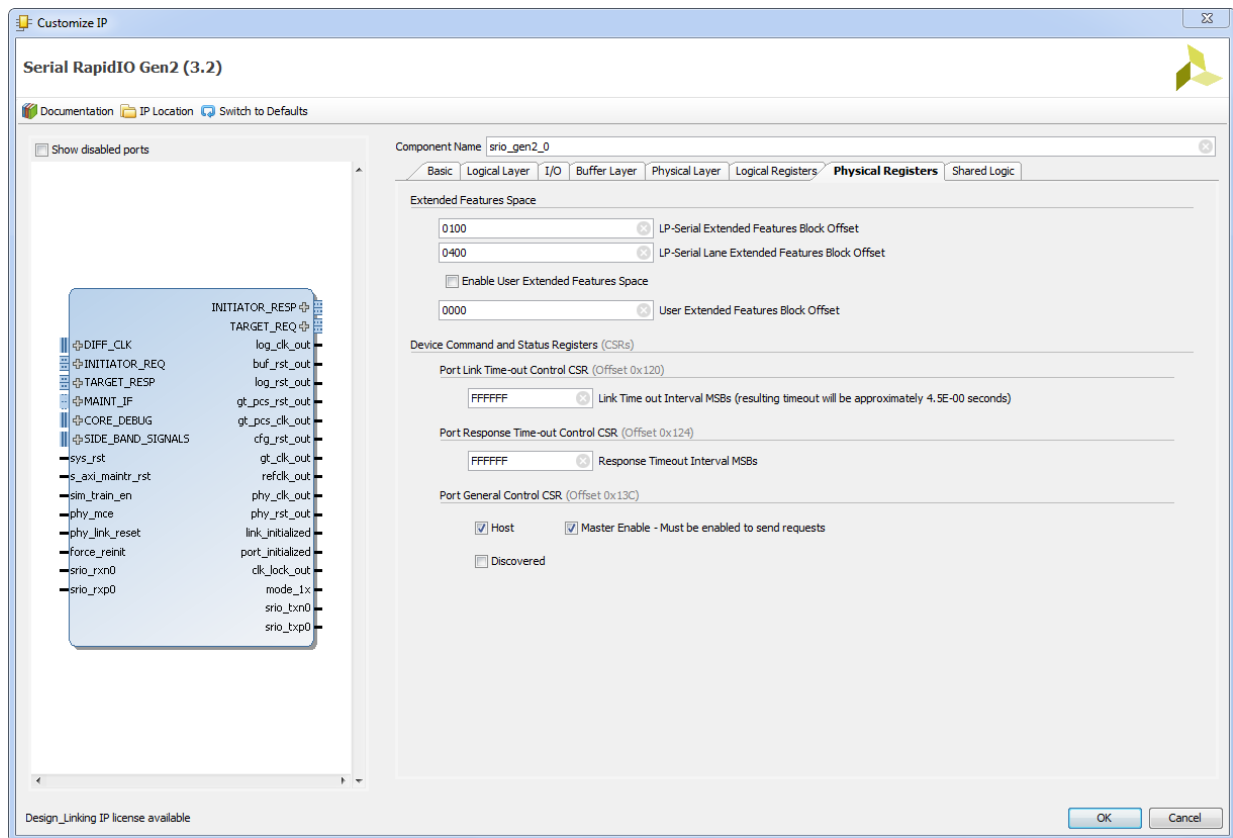 Customize IP
Serial RapidIO Gen2 (3.2)
Documentation IP Location Switch to Defaults
Show disabled ports
INITIATOR_RESP
TARGET_REQ
DIFF_CLK log_clk_out
INITIATOR_REQ buf_rst_out
TARGET_RESP log_rst_out
MAINT_IF gt_pcs_rst_out
CORE_DEBUG gt_pcs_clk_out
SIDE_BAND_SIGNALS cfg_rst_out
sys_rst gt_clk_out
s_axi_maintr_rst refclk_out
sim_train_en phy_clk_out
phy_mce phy_rst_out
phy_link_reset link_initialized
force_reinit port_initialized
srio_rxn0 clk_lock_out
srio_rxp0 mode_1x
srio_txn0
srio_txp0
Component Name srio_gen2_0
Basic Logical Layer I/O Buffer Layer Physical Layer Logical Registers Physical Registers Shared Logic
Extended Features Space
0100 LP-Serial Extended Features Block Offset
0400 LP-Serial Lane Extended Features Block Offset
Enable User Extended Features Space
0000 User Extended Features Block Offset
Device Command and Status Registers (CSRs)
Port Link Time-out Control CSR (Offset 0x120)
FFFFFF Link Time out Interval MSBs (resulting timeout will be approximately 4.5E-00 seconds)
Port Response Time-out Control CSR (Offset 0x124)
FFFFFF Response Timeout Interval MSBs
Port General Control CSR (Offset 0x13C)
Host Master Enable - Must be enabled to send requests
Discovered
Design_Linking IP license available
OK Cancel